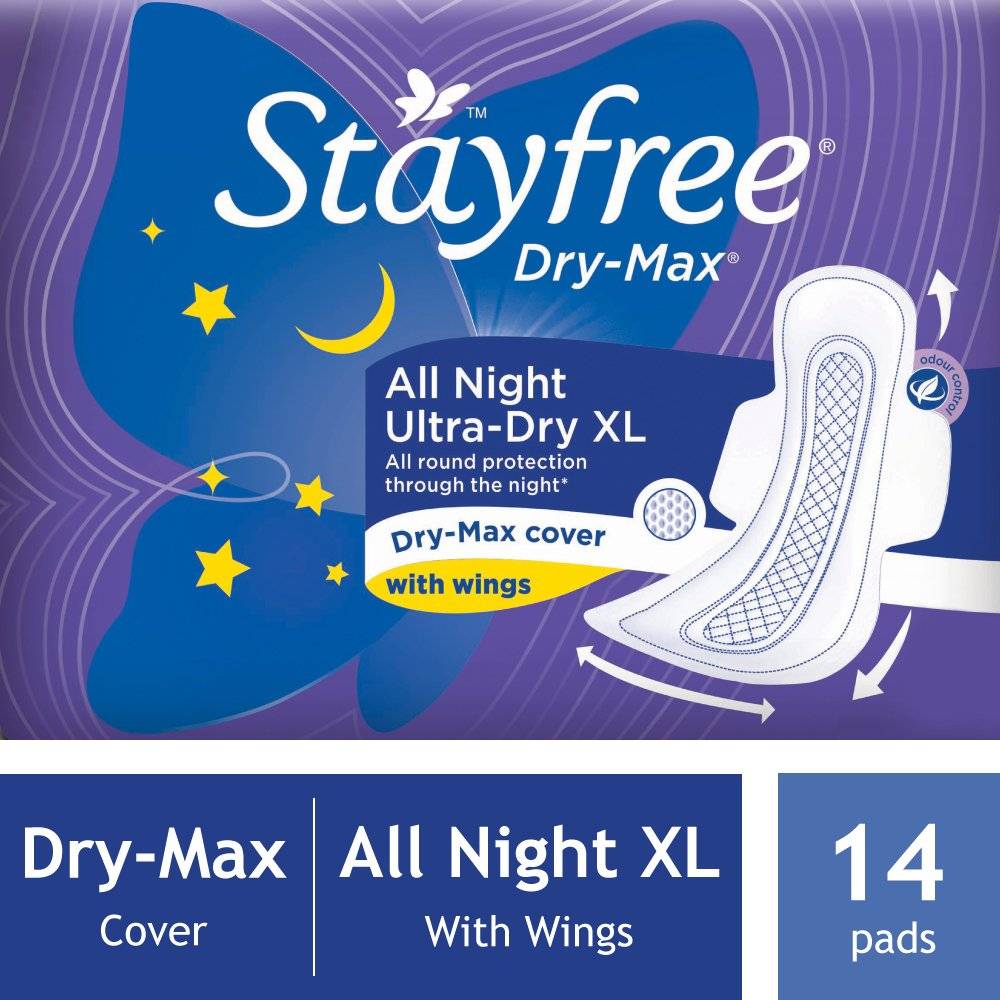 Stayfree®
™
Dry-Max®
All Night
Ultra-Dry XL
All round protection
through the night*
Dry-Max cover
with wings
odour control
Dry-Max
Cover
All Night XL
With Wings
14
pads